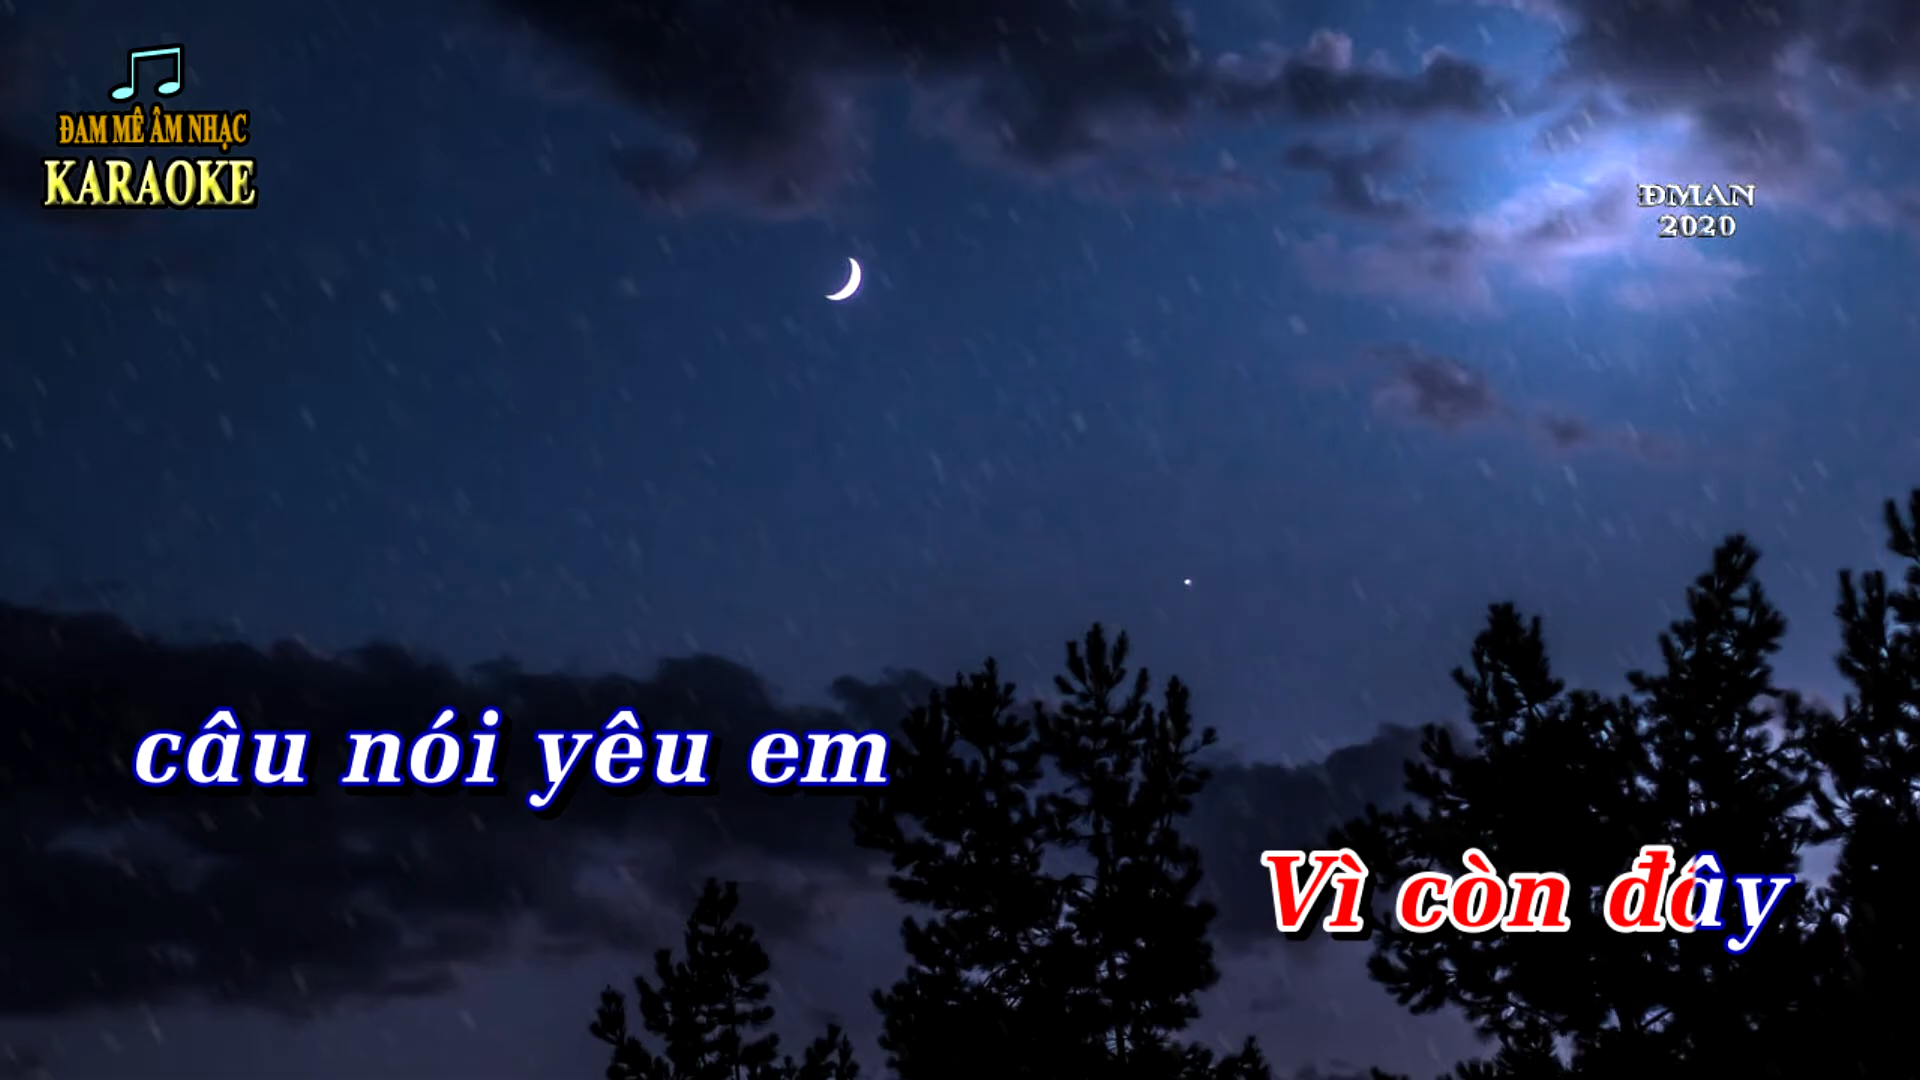 ĐAM MÊ ÂM NHẠC
KARAOKE
ĐMAN
2020
câu nói yêu em
Vì còn đây